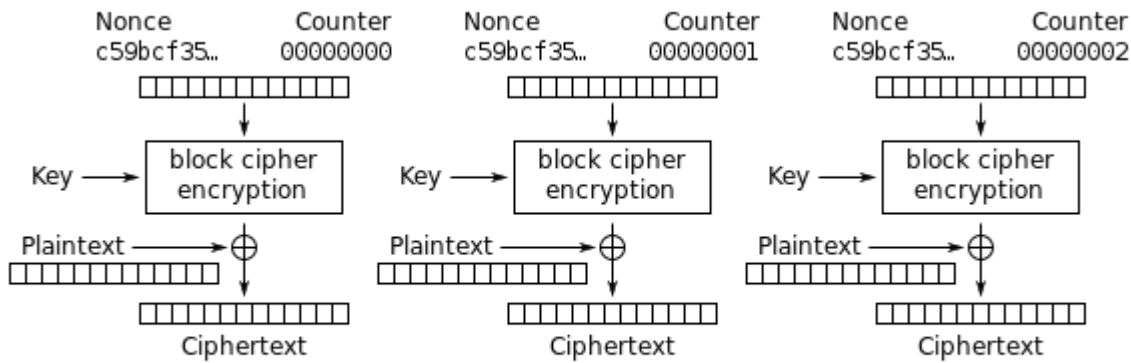 Nonce Counter Nonce Counter Nonce Counter
c59bcf35… 00000000 c59bcf35… 00000001 c59bcf35… 00000002
block cipher block cipher block cipher
Key Key Key
encryption encryption encryption
Plaintext Plaintext Plaintext
Ciphertext Ciphertext Ciphertext